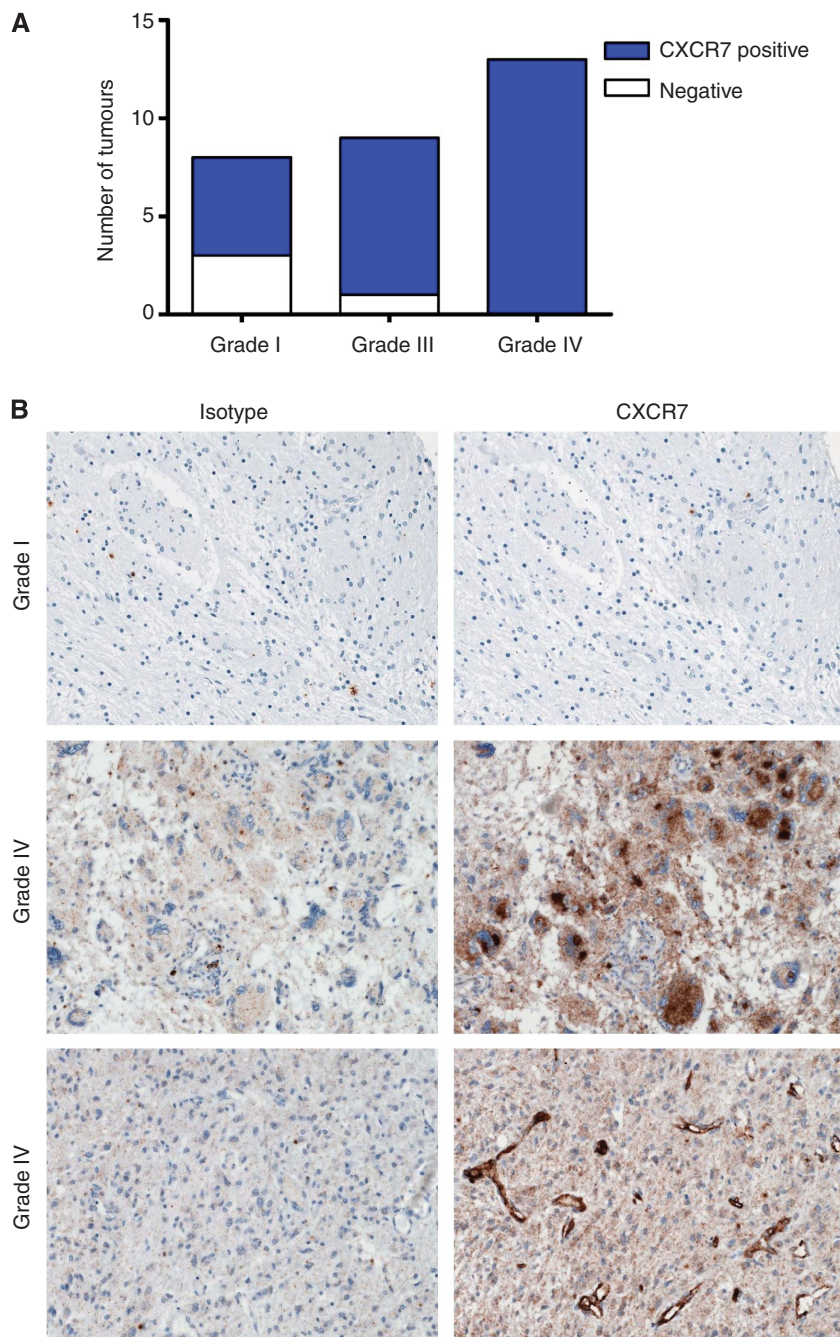 A
15
10
5
0
Number of tumours
CXCR7 positive
Negative
Grade I
Grade III
Grade IV
B
Isotype
CXCR7
Grade I
Grade IV
Grade IV